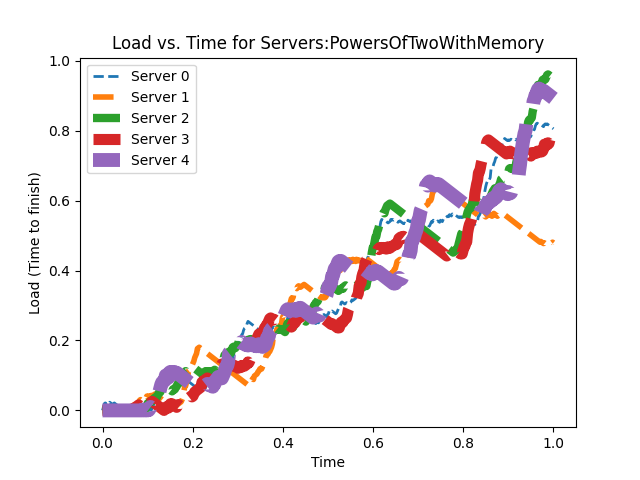 Load vs. Time for Servers:PowersOfTwoWithMemory
1.0
0.8
0.6
0.4
0.2
0.0
Load (Time to finish)
Server 0
Server 1
Server 2
Server 3
Server 4
0.0 0.2 0.4 0.6 0.8 1.0
Time